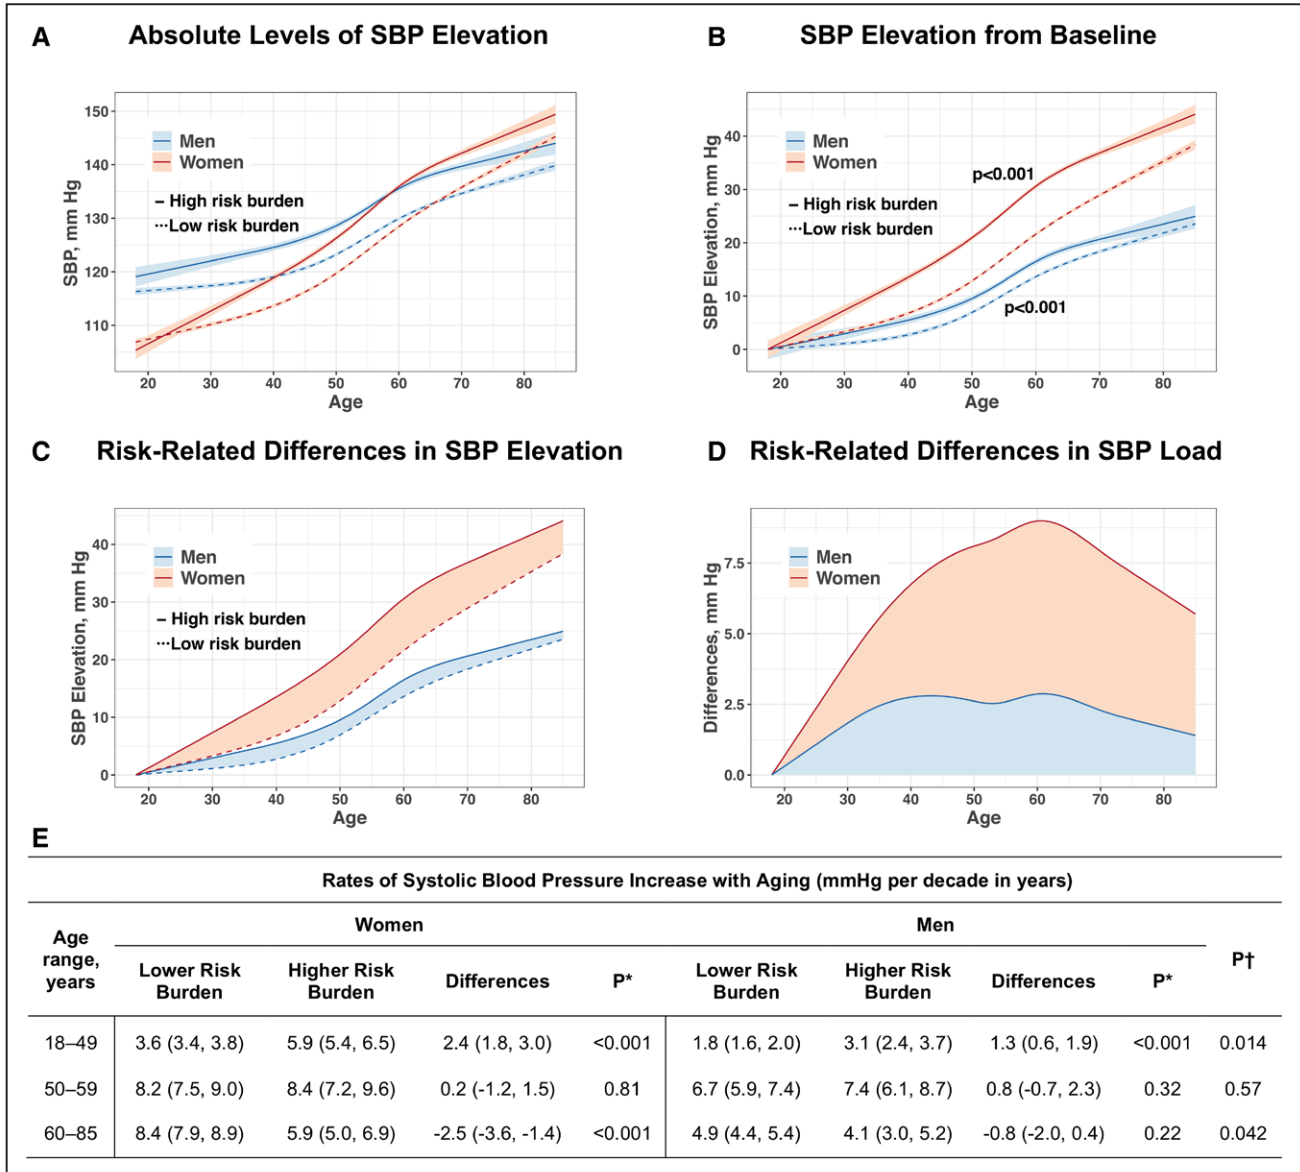 A Absolute Levels of SBP Elevation
SBP, mm Hg
150
140
130
120
110
Men
Women
– High risk burden
···Low risk burden
20 30 40 50 60 70 80
Age
B SBP Elevation from Baseline
SBP Elevation, mm Hg
40
30
20
10
0
Men
Women
– High risk burden
···Low risk burden
p<0.001
p<0.001
20 30 40 50 60 70 80
Age
C Risk-Related Differences in SBP Elevation
SBP Elevation, mm Hg
40
30
20
10
0
Men
Women
– High risk burden
···Low risk burden
20 30 40 50 60 70 80
Age
D Risk-Related Differences in SBP Load
Differences, mm Hg
7.5
5.0
2.5
0.0
Men
Women
20 30 40 50 60 70 80
Age
E
Rates of Systolic Blood Pressure Increase with Aging (mmHg per decade in years)
Age range, years
Women
Men
P†
Lower Risk Burden
Higher Risk Burden
Differences
P*
Lower Risk Burden
Higher Risk Burden
Differences
P*
18–49 3.6 (3.4, 3.8) 5.9 (5.4, 6.5) 2.4 (1.8, 3.0) <0.001 1.8 (1.6, 2.0) 3.1 (2.4, 3.7) 1.3 (0.6, 1.9) <0.001 0.014
50–59 8.2 (7.5, 9.0) 8.4 (7.2, 9.6) 0.2 (-1.2, 1.5) 0.81 6.7 (5.9, 7.4) 7.4 (6.1, 8.7) 0.8 (-0.7, 2.3) 0.32 0.57
60–85 8.4 (7.9, 8.9) 5.9 (5.0, 6.9) -2.5 (-3.6, -1.4) <0.001 4.9 (4.4, 5.4) 4.1 (3.0, 5.2) -0.8 (-2.0, 0.4) 0.22 0.042